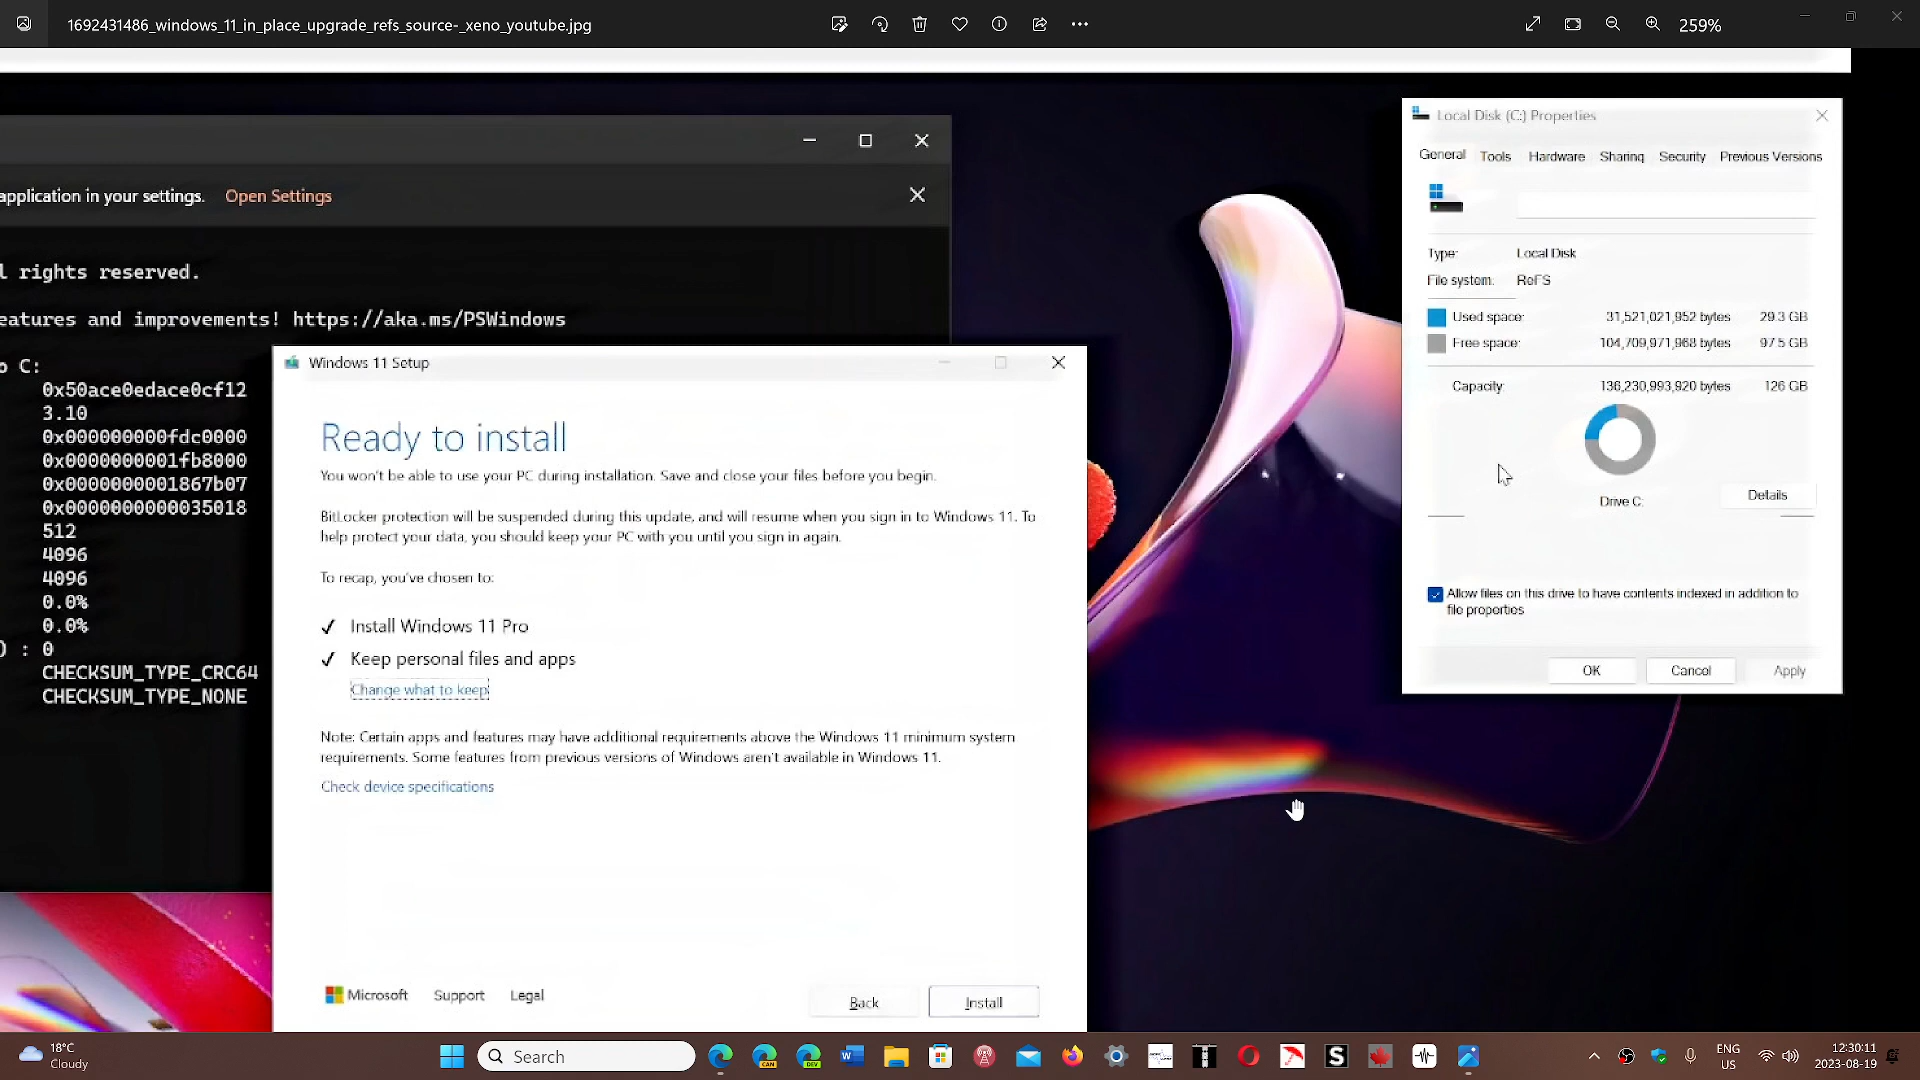 1692431486_windows_11_in_place_upgrade_refs_source-_xeno_youtube.jpg
259%
application in your settings. Open Settings
l rights reserved.
eatures and improvements! https://aka.ms/PSWindows
o C:
0x50ace0edace0cf12
3.10
0x000000000fdc0000
0x0000000001fb8000
0x0000000001867b07
0x0000000000035018
512
4096
4096
0.0%
0.0%
) : 0
CHECKSUM_TYPE_CRC64
CHECKSUM_TYPE_NONE
Windows 11 Setup
Ready to install
You won't be able to use your PC during installation. Save and close your files before you begin.
BitLocker protection will be suspended during this update, and will resume when you sign in to Windows 11. To
help protect your data, you should keep your PC with you until you sign in again.
To recap, you've chosen to:
Install Windows 11 Pro
Keep personal files and apps
Change what to keep
Note: Certain apps and features may have additional requirements above the Windows 11 minimum system
requirements. Some features from previous versions of Windows aren't available in Windows 11.
Check device specifications
Microsoft Support Legal
Back Install
Local Disk (C:) Properties
General Tools Hardware Sharing Security Previous Versions
Type: Local Disk
File system: ReFS
Used space: 31,521,021,952 bytes 29.3 GB
Free space: 104,709,971,968 bytes 97.5 GB
Capacity: 136,230,993,920 bytes 126 GB
Drive C:
Details
Allow files on this drive to have contents indexed in addition to
file properties
OK Cancel Apply
18°C
Cloudy
Search
CAN
DEV
W
S
ENG
US
12:30:11
2023-08-19